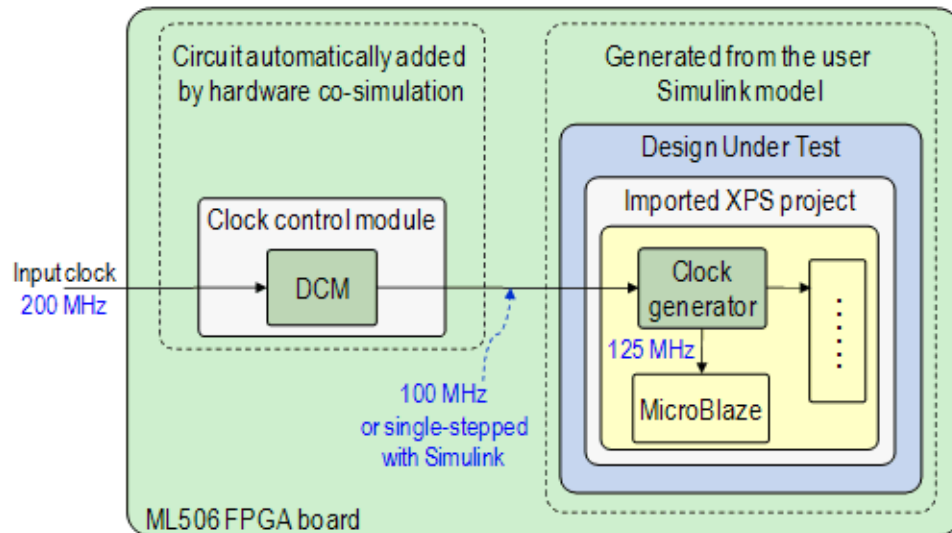 Circuit automatically added
by hardware co-simulation
Generated from the user
Simulink model
Design Under Test
Imported XPS project
Clock control module
Input clock
200 MHz
DCM
Clock
generator
125 MHz
MicroBlaze
100 MHz
or single-stepped
with Simulink
ML506 FPGA board